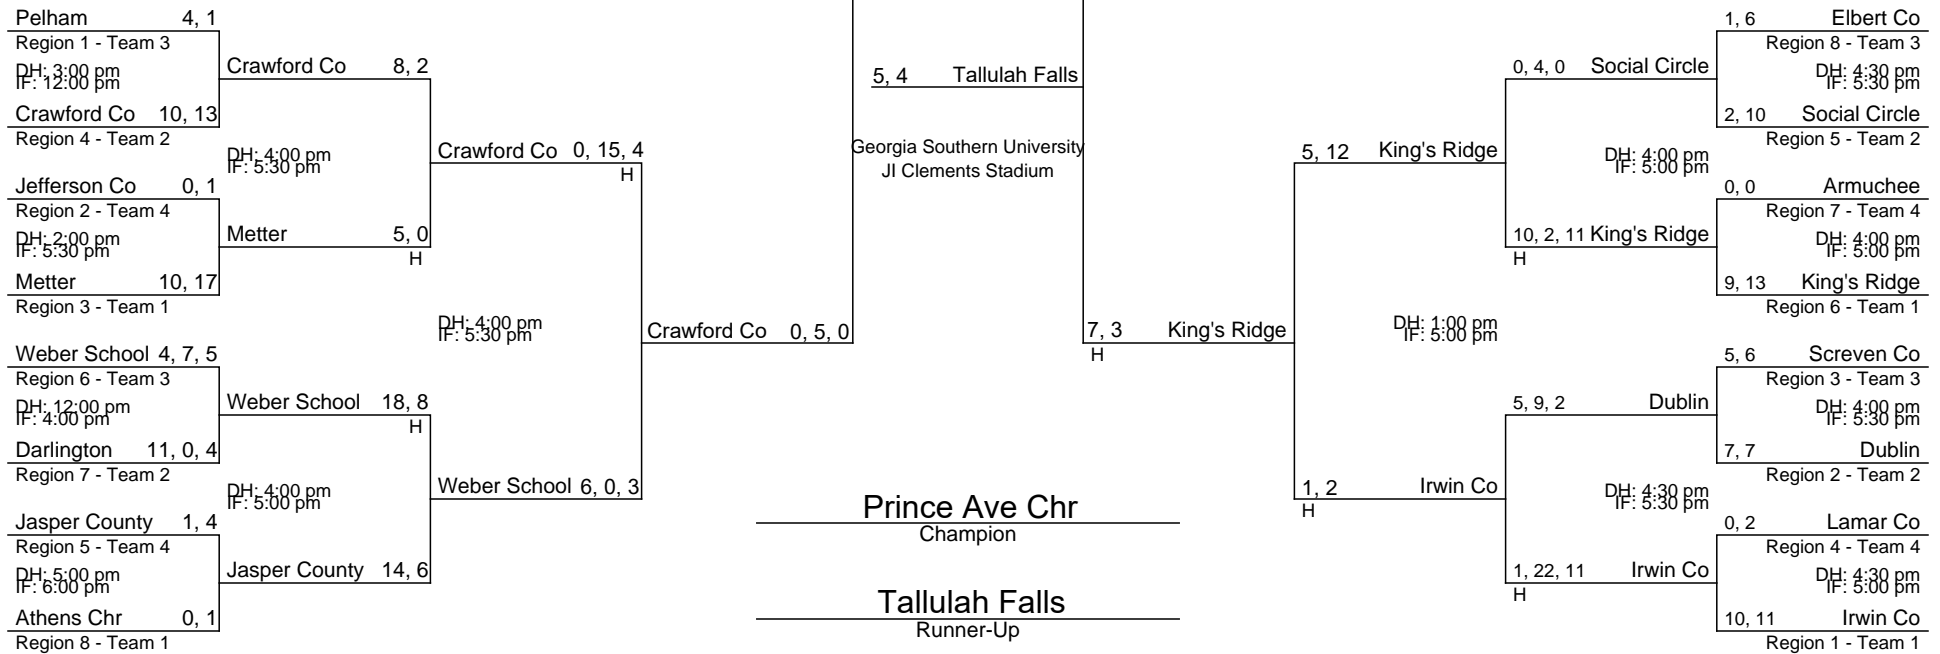 Pelham 4, 1
Region 1 - Team 3
DH: 3:00 pm
IF: 12:00 pm
Crawford Co 10, 13
Region 4 - Team 2
Jefferson Co 0, 1
Region 2 - Team 4
DH: 2:00 pm
IF: 5:30 pm
Metter 10, 17
Region 3 - Team 1
Weber School 4, 7, 5
Region 6 - Team 3
DH: 12:00 pm
IF: 4:00 pm
Darlington 11, 0, 4
Region 7 - Team 2
Jasper County 1, 4
Region 5 - Team 4
DH: 5:00 pm
IF: 6:00 pm
Athens Chr 0, 1
Region 8 - Team 1
Crawford Co 8, 2
DH: 4:00 pm
IF: 5:30 pm
Metter 5, 0
H
Weber School 18, 8
H
DH: 4:00 pm
IF: 5:00 pm
Jasper County 14, 6
Crawford Co 0, 15, 4
H
DH: 4:00 pm
IF: 5:30 pm
Weber School 6, 0, 3
Crawford Co 0, 5, 0
5, 4 Tallulah Falls
Georgia Southern University
JI Clements Stadium
Prince Ave Chr
Champion
Tallulah Falls
Runner-Up
7, 3 King's Ridge
H
5, 12 King's Ridge
DH: 1:00 pm
IF: 5:00 pm
1, 2 Irwin Co
H
0, 4, 0 Social Circle
DH: 4:00 pm
IF: 5:00 pm
10, 2, 11 King's Ridge
H
5, 9, 2 Dublin
DH: 4:30 pm
IF: 5:30 pm
1, 22, 11 Irwin Co
H
1, 6 Elbert Co
Region 8 - Team 3
DH: 4:30 pm
IF: 5:30 pm
2, 10 Social Circle
Region 5 - Team 2
0, 0 Armuchee
Region 7 - Team 4
DH: 4:00 pm
IF: 5:00 pm
9, 13 King's Ridge
Region 6 - Team 1
5, 6 Screven Co
Region 3 - Team 3
DH: 4:00 pm
IF: 5:30 pm
7, 7 Dublin
Region 2 - Team 2
0, 2 Lamar Co
Region 4 - Team 4
DH: 4:30 pm
IF: 5:00 pm
10, 11 Irwin Co
Region 1 - Team 1